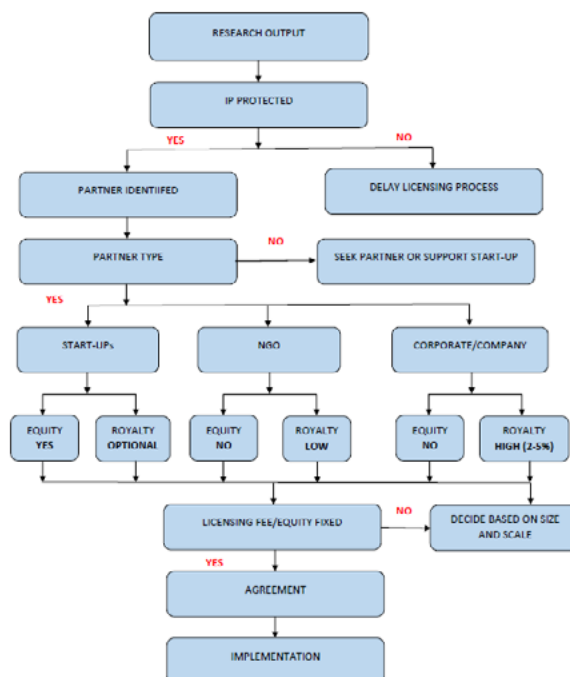 RESEARCH OUTPUT
IP PROTECTED
YES
NO
PARTNER IDENTIIFED
DELAY LICENSING PROCESS
PARTNER TYPE
NO
SEEK PARTNER OR SUPPORT START-UP
YES
START-UPs
NGO
CORPORATE/COMPANY
EQUITY
YES
ROYALTY
OPTIONAL
EQUITY
NO
ROYALTY
LOW
EQUITY
NO
ROYALTY
HIGH (2-5%)
LICENSING FEE/EQUITY FIXED
NO
DECIDE BASED ON SIZE
AND SCALE
YES
AGREEMENT
IMPLEMENTATION